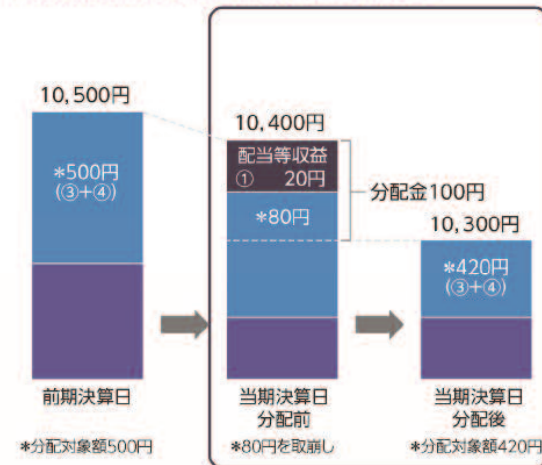 10,500円
*500円
(③+④)
前期決算日
*分配対象額500円
10,400円
配当等収益
① 20円
*80円
分配金100円
当期決算日
分配前
*80円を取崩し
10,300円
*420円
(③+④)
当期決算日
分配後
*分配対象額420円